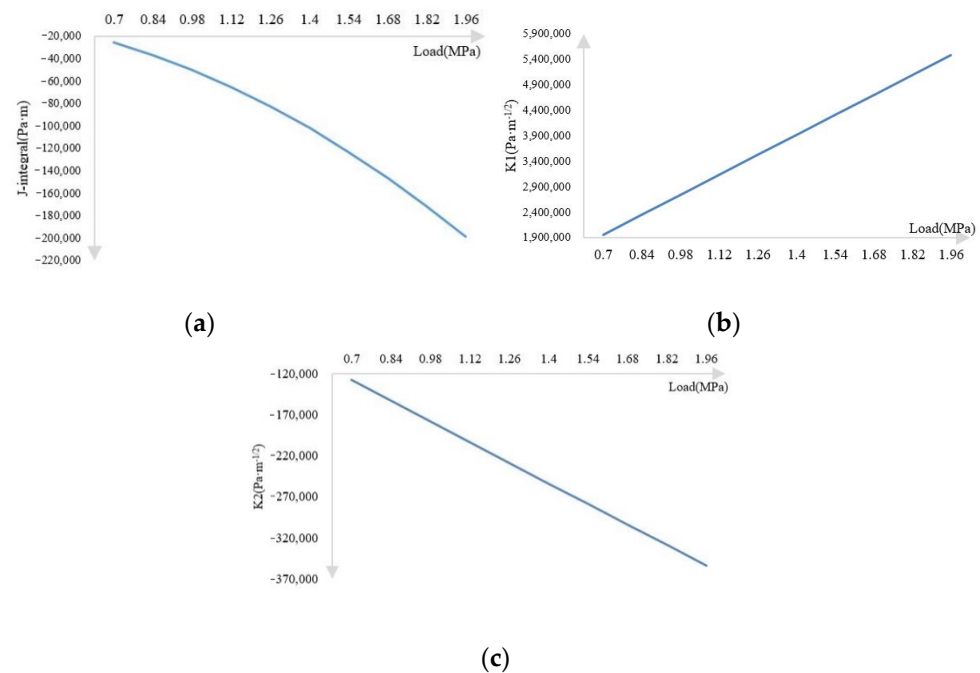 0.7 0.84 0.98 1.12 1.26 1.4 1.54 1.68 1.82 1.96
Load(MPa)
−20,000
−40,000
−60,000
−80,000
−100,000
−120,000
−140,000
−160,000
−180,000
−200,000
−220,000
J-integral(Pa·m)
(a)
5,900,000
5,400,000
4,900,000
4,400,000
3,900,000
3,400,000
2,900,000
2,400,000
1,900,000
K1(Pa·m⁻¹/²)
Load(MPa)
0.7 0.84 0.98 1.12 1.26 1.4 1.54 1.68 1.82 1.96
(b)
0.7 0.84 0.98 1.12 1.26 1.4 1.54 1.68 1.82 1.96
Load(MPa)
−120,000
−170,000
−220,000
−270,000
−320,000
−370,000
K2(Pa·m⁻¹/²)
(c)